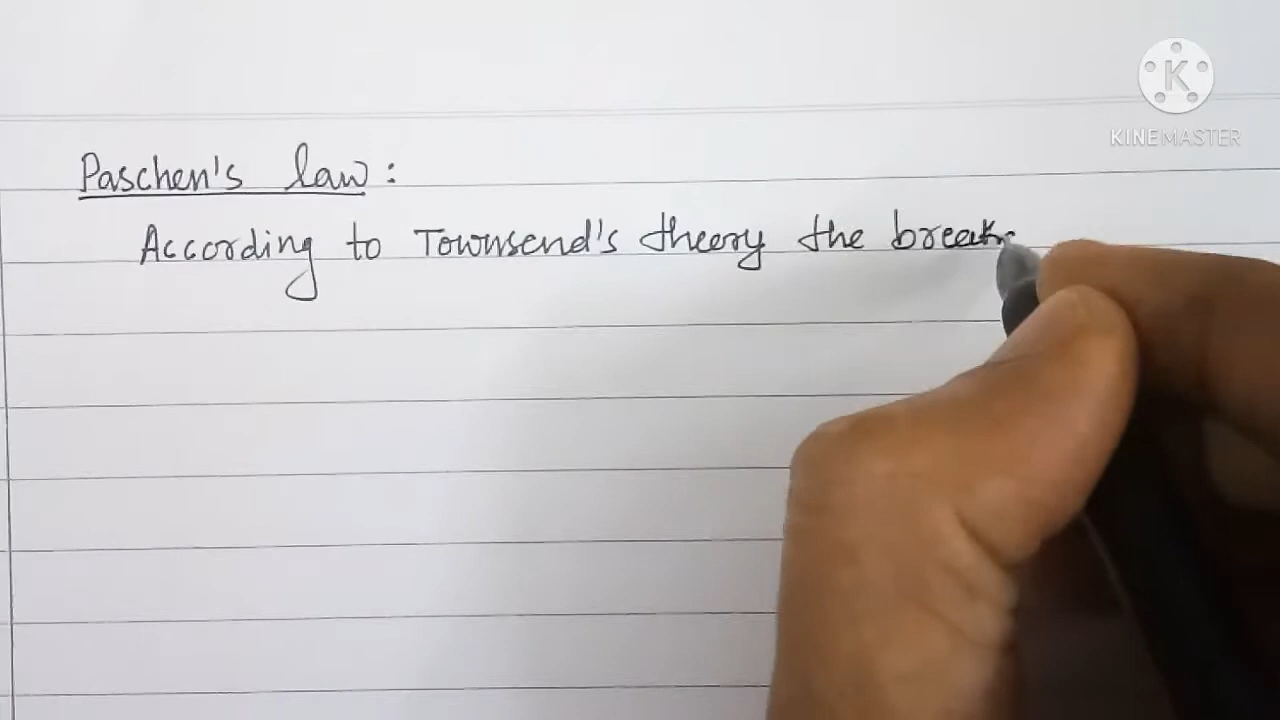 Paschen's law :
According to Townsend's theory the break
K
KINEMASTER